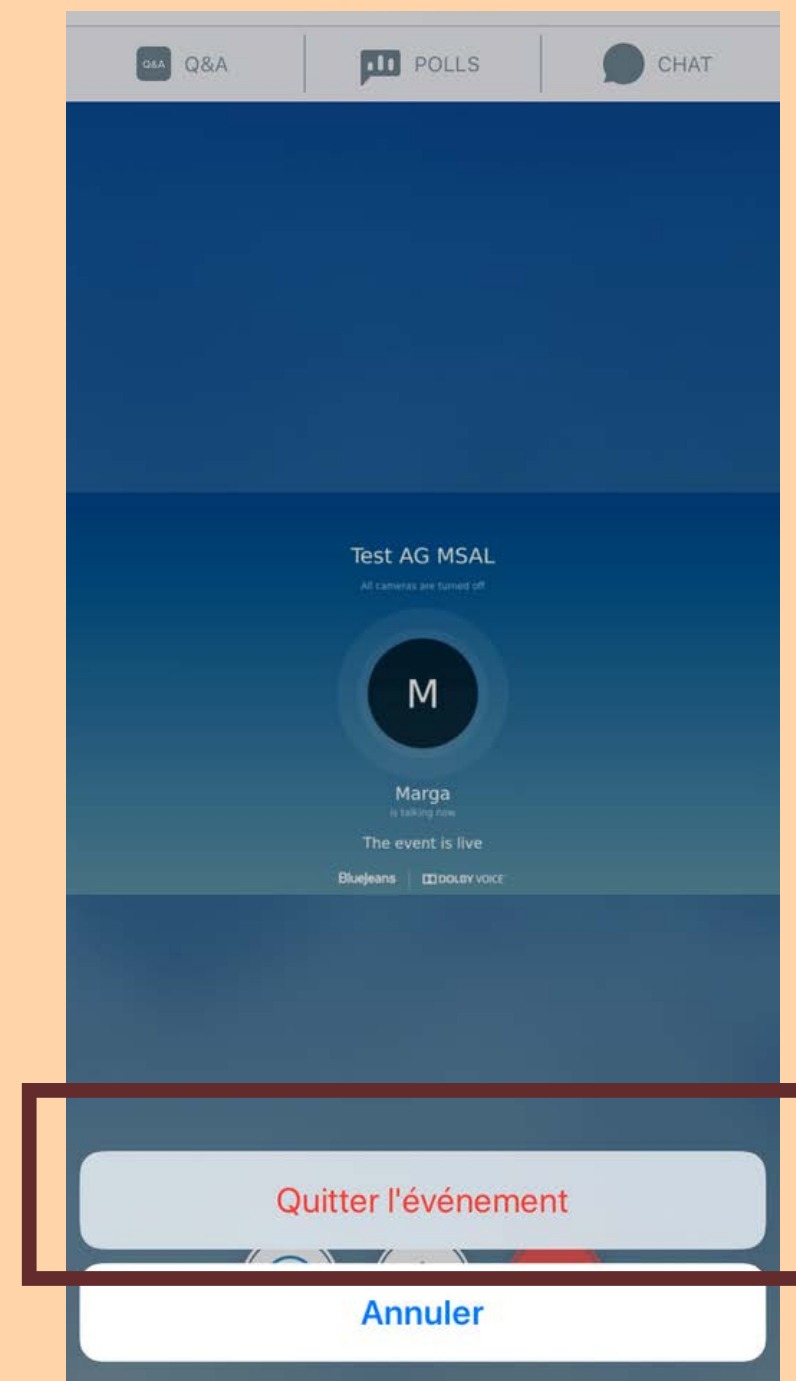 Q&A Q&A POLLS CHAT
Test AG MSAL
All cameras are turned off
M
Marga
is talking now
The event is live
BlueJeans DOLBY VOICE
Quitter l'événement
Annuler